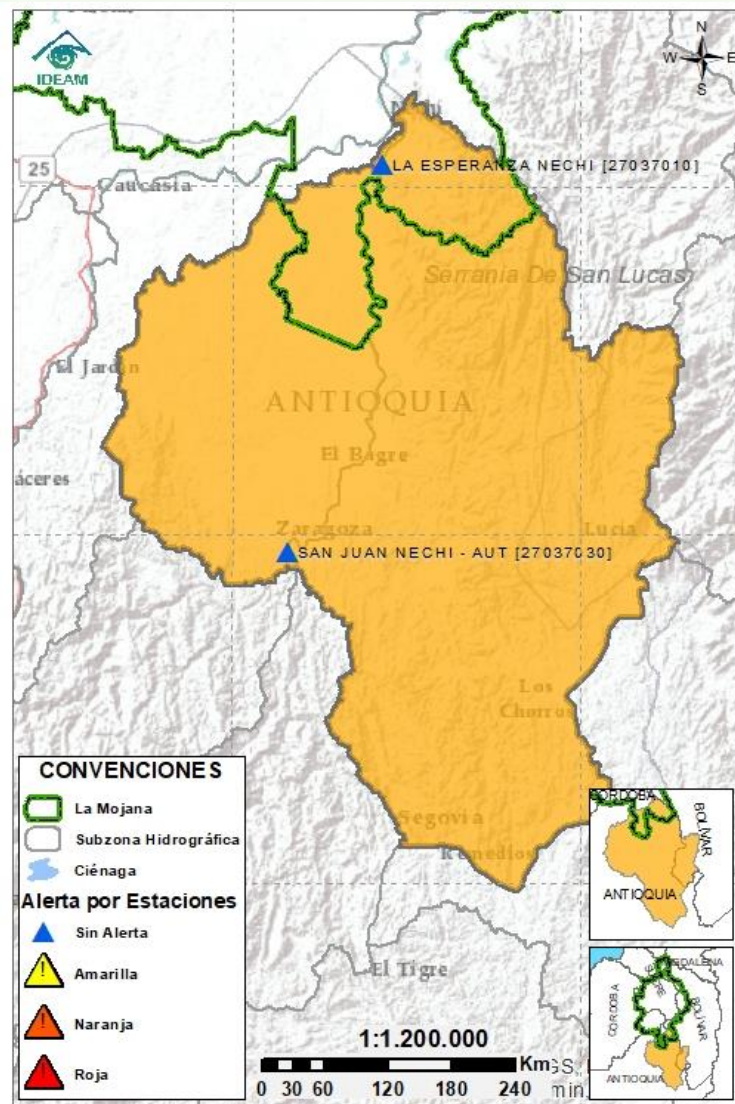 IDEAM
N
W E
S
LA ESPERANZA NECHI [27037010]
25
Caucasia
Serrania De San Lucas
El Jardin
ANTIOQUIA
El Bagre
áceres
Zaragoza
Lucia
SAN JUAN NECHI - AUT [27037030]
Los
Chorros
Segovia
Remedios
El Tigre
CONVENCIONES
La Mojana
Subzona Hidrográfica
Ciénaga
Alerta por Estaciones
Sin Alerta
Amarilla
Naranja
Roja
1:1.200.000
Km
0 30 60 120 180 240
CORDOBA
BOLÍVAR
ANTIOQUIA
CORDOBA
BOLÍVAR
ANTIOQUIA